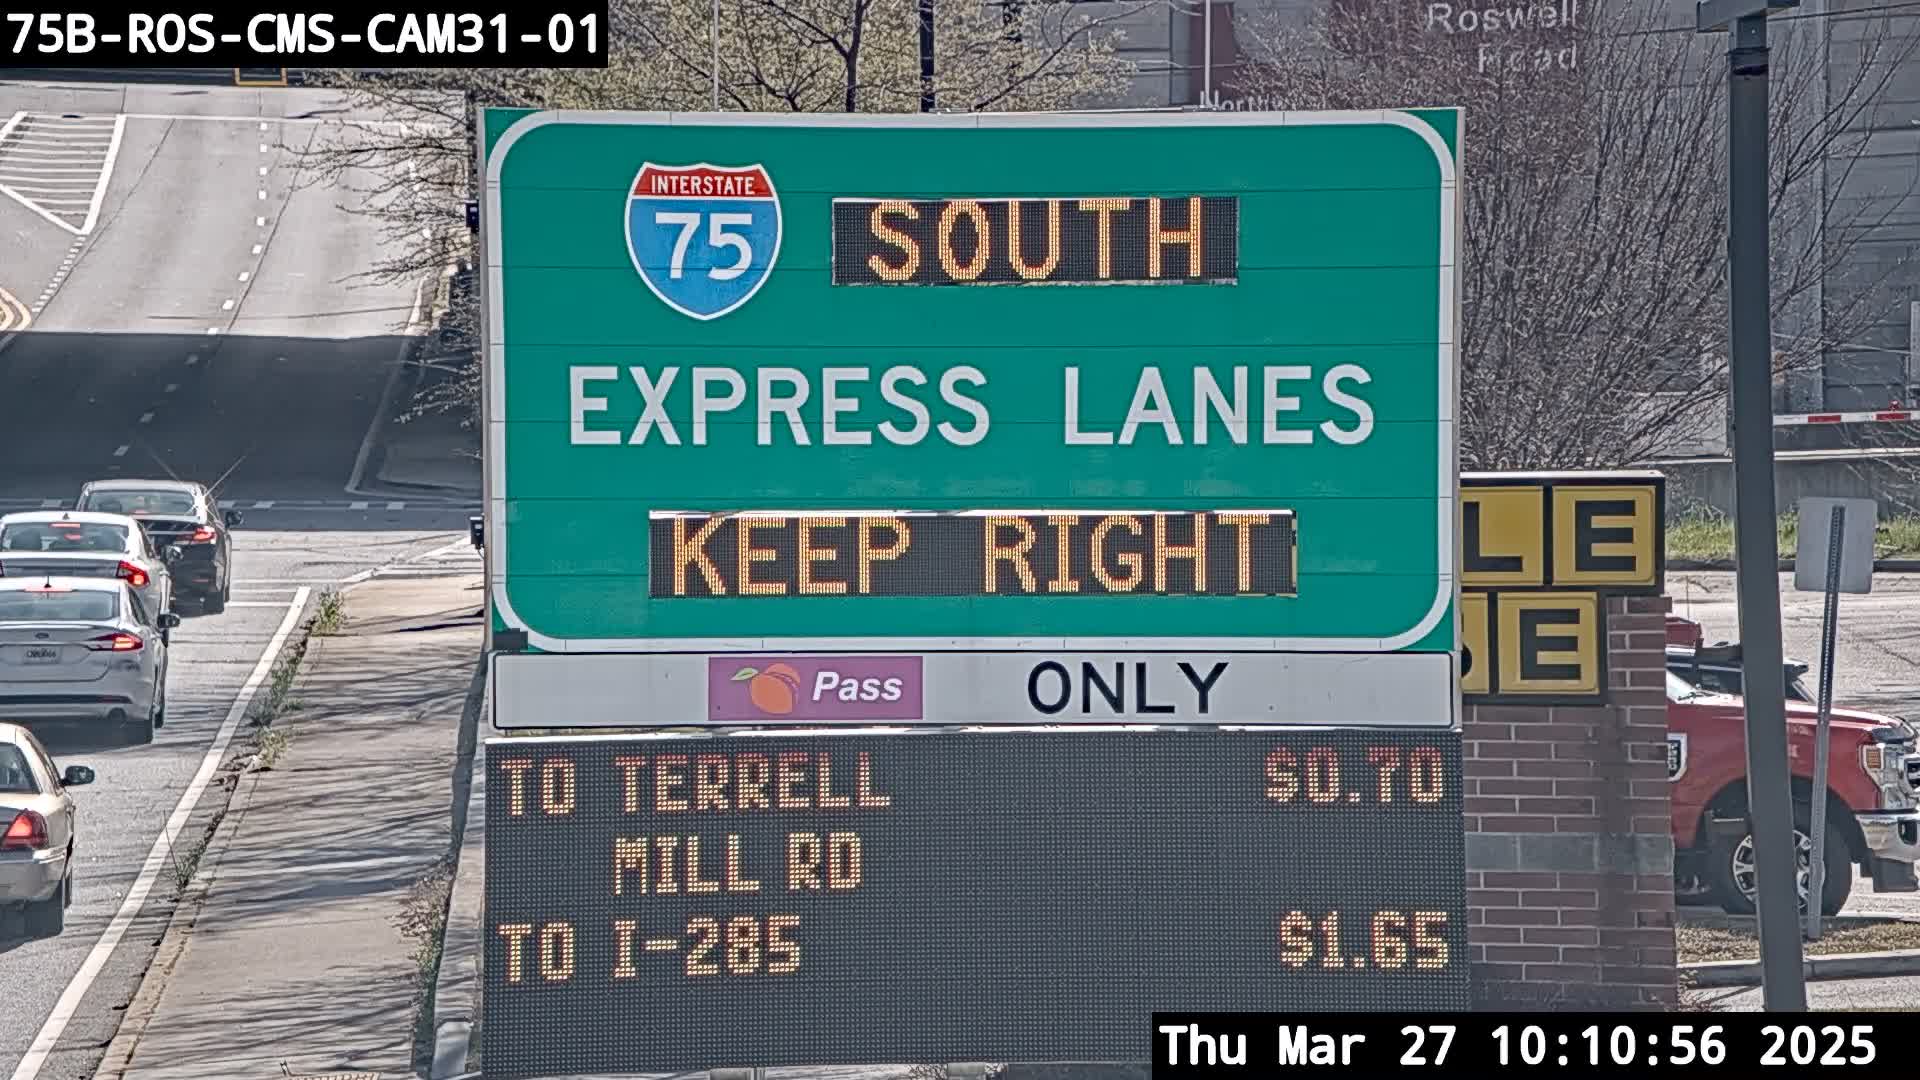 75B-ROS-CMS-CAM31-01
Roswell
Road
INTERSTATE
75
SOUTH
EXPRESS LANES
KEEP RIGHT
Pass ONLY
TO TERRELL $0.70
MILL RD
TO I-285 $1.65
LE
E
Thu Mar 27 10:10:56 2025